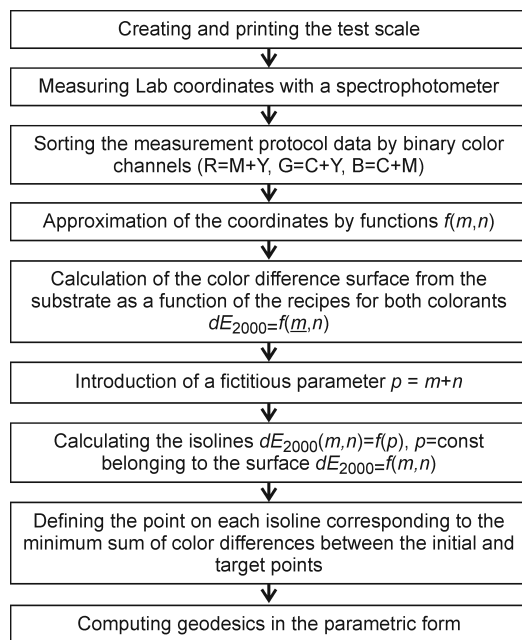 Creating and printing the test scale
Measuring Lab coordinates with a spectrophotometer
Sorting the measurement protocol data by binary color
channels (R=M+Y, G=C+Y, B=C+M)
Approximation of the coordinates by functions f(m,n)
Calculation of the color difference surface from the
substrate as a function of the recipes for both colorants
dE2000=f(m,n)
Introduction of a fictitious parameter p = m+n
Calculating the isolines dE2000(m,n)=f(p), p=const
belonging to the surface dE2000=f(m,n)
Defining the point on each isoline corresponding to the
minimum sum of color differences between the initial and
target points
Computing geodesics in the parametric form